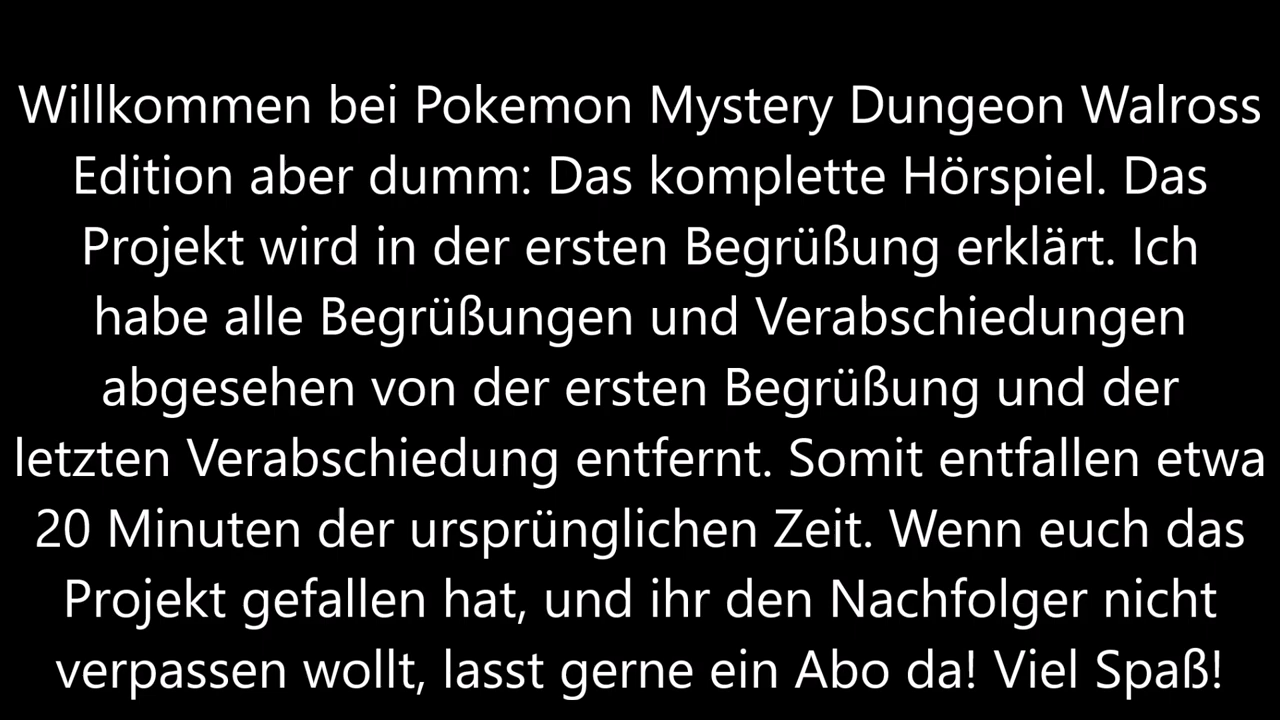 Willkommen bei Pokemon Mystery Dungeon Walross
Edition aber dumm: Das komplette Hörspiel. Das
Projekt wird in der ersten Begrüßung erklärt. Ich
habe alle Begrüßungen und Verabschiedungen
abgesehen von der ersten Begrüßung und der
letzten Verabschiedung entfernt. Somit entfallen etwa
20 Minuten der ursprünglichen Zeit. Wenn euch das
Projekt gefallen hat, und ihr den Nachfolger nicht
verpassen wollt, lasst gerne ein Abo da! Viel Spaß!